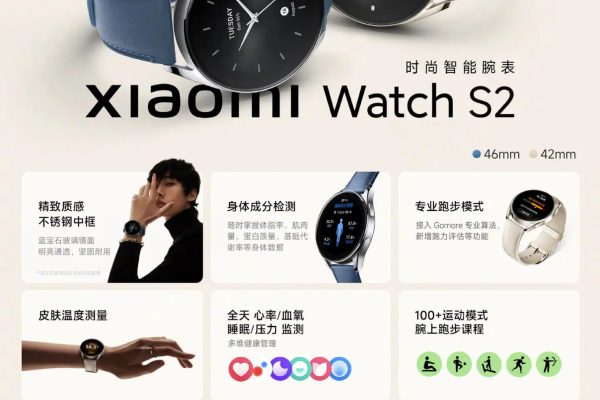 TUESDAY
时尚智能腕表
xiaomi Watch S2
46mm 42mm
精致质感
不锈钢中框
蓝宝石玻璃镜面
明亮通透，坚固耐用
身体成分检测
随时掌握体脂率、肌肉
量、蛋白质量、基础代
谢率等身体数据
专业跑步模式
接入 Gomore 专业算法，
新增跑力评估等功能
皮肤温度测量
全天 心率/血氧
睡眠/压力 监测
多维健康管理
100+运动模式
腕上跑步课程